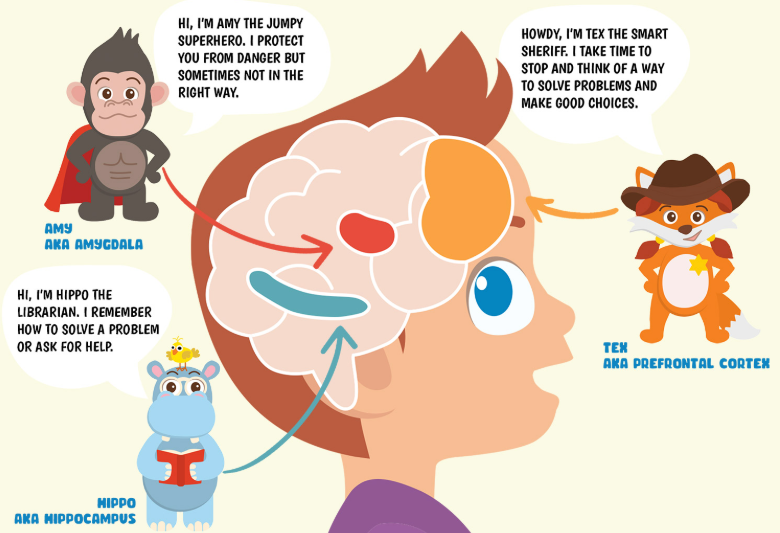 HI, I'M AMY THE JUMPY
SUPERHERO. I PROTECT
YOU FROM DANGER BUT
SOMETIMES NOT IN THE
RIGHT WAY.
AMY
AKA AMYGDALA
HOWDY, I'M TEX THE SMART
SHERIFF. I TAKE TIME TO
STOP AND THINK OF A WAY
TO SOLVE PROBLEMS AND
MAKE GOOD CHOICES.
TEX
AKA PREFRONTAL CORTEX
HI, I'M HIPPO THE
LIBRARIAN. I REMEMBER
HOW TO SOLVE A PROBLEM
OR ASK FOR HELP.
HIPPO
AKA HIPPOCAMPUS